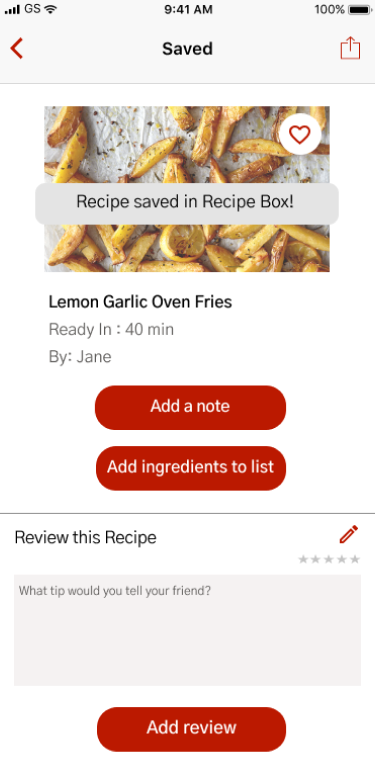 GS 9:41 AM 100%
Saved
Recipe saved in Recipe Box!
Lemon Garlic Oven Fries
Ready In : 40 min
By: Jane
Add a note
Add ingredients to list
Review this Recipe
What tip would you tell your friend?
Add review